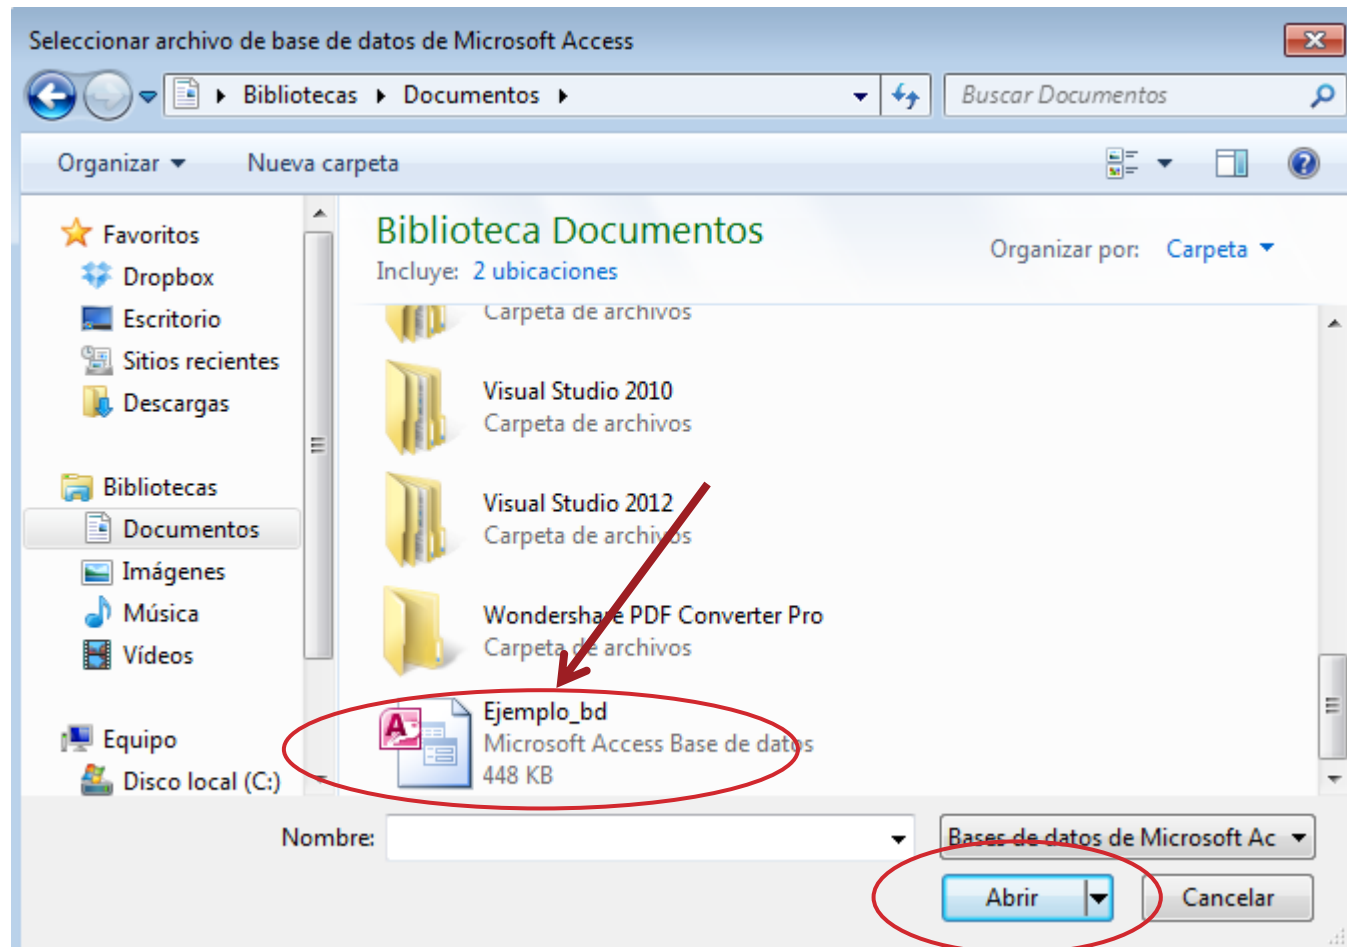 Seleccionar archivo de base de datos de Microsoft Access
Bibliotecas Documentos
Buscar Documentos
Organizar Nueva carpeta
Favoritos
Dropbox
Escritorio
Sitios recientes
Descargas
Bibliotecas
Documentos
Imágenes
Música
Vídeos
Equipo
Disco local (C:)
Biblioteca Documentos
Incluye: 2 ubicaciones
Organizar por: Carpeta
Carpeta de archivos
Visual Studio 2010
Carpeta de archivos
Visual Studio 2012
Carpeta de archivos
Wondershare PDF Converter Pro
Carpeta de archivos
Ejemplo_bd
Microsoft Access Base de datos
448 KB
Nombre:
Bases de datos de Microsoft Ac
Abrir
Cancelar